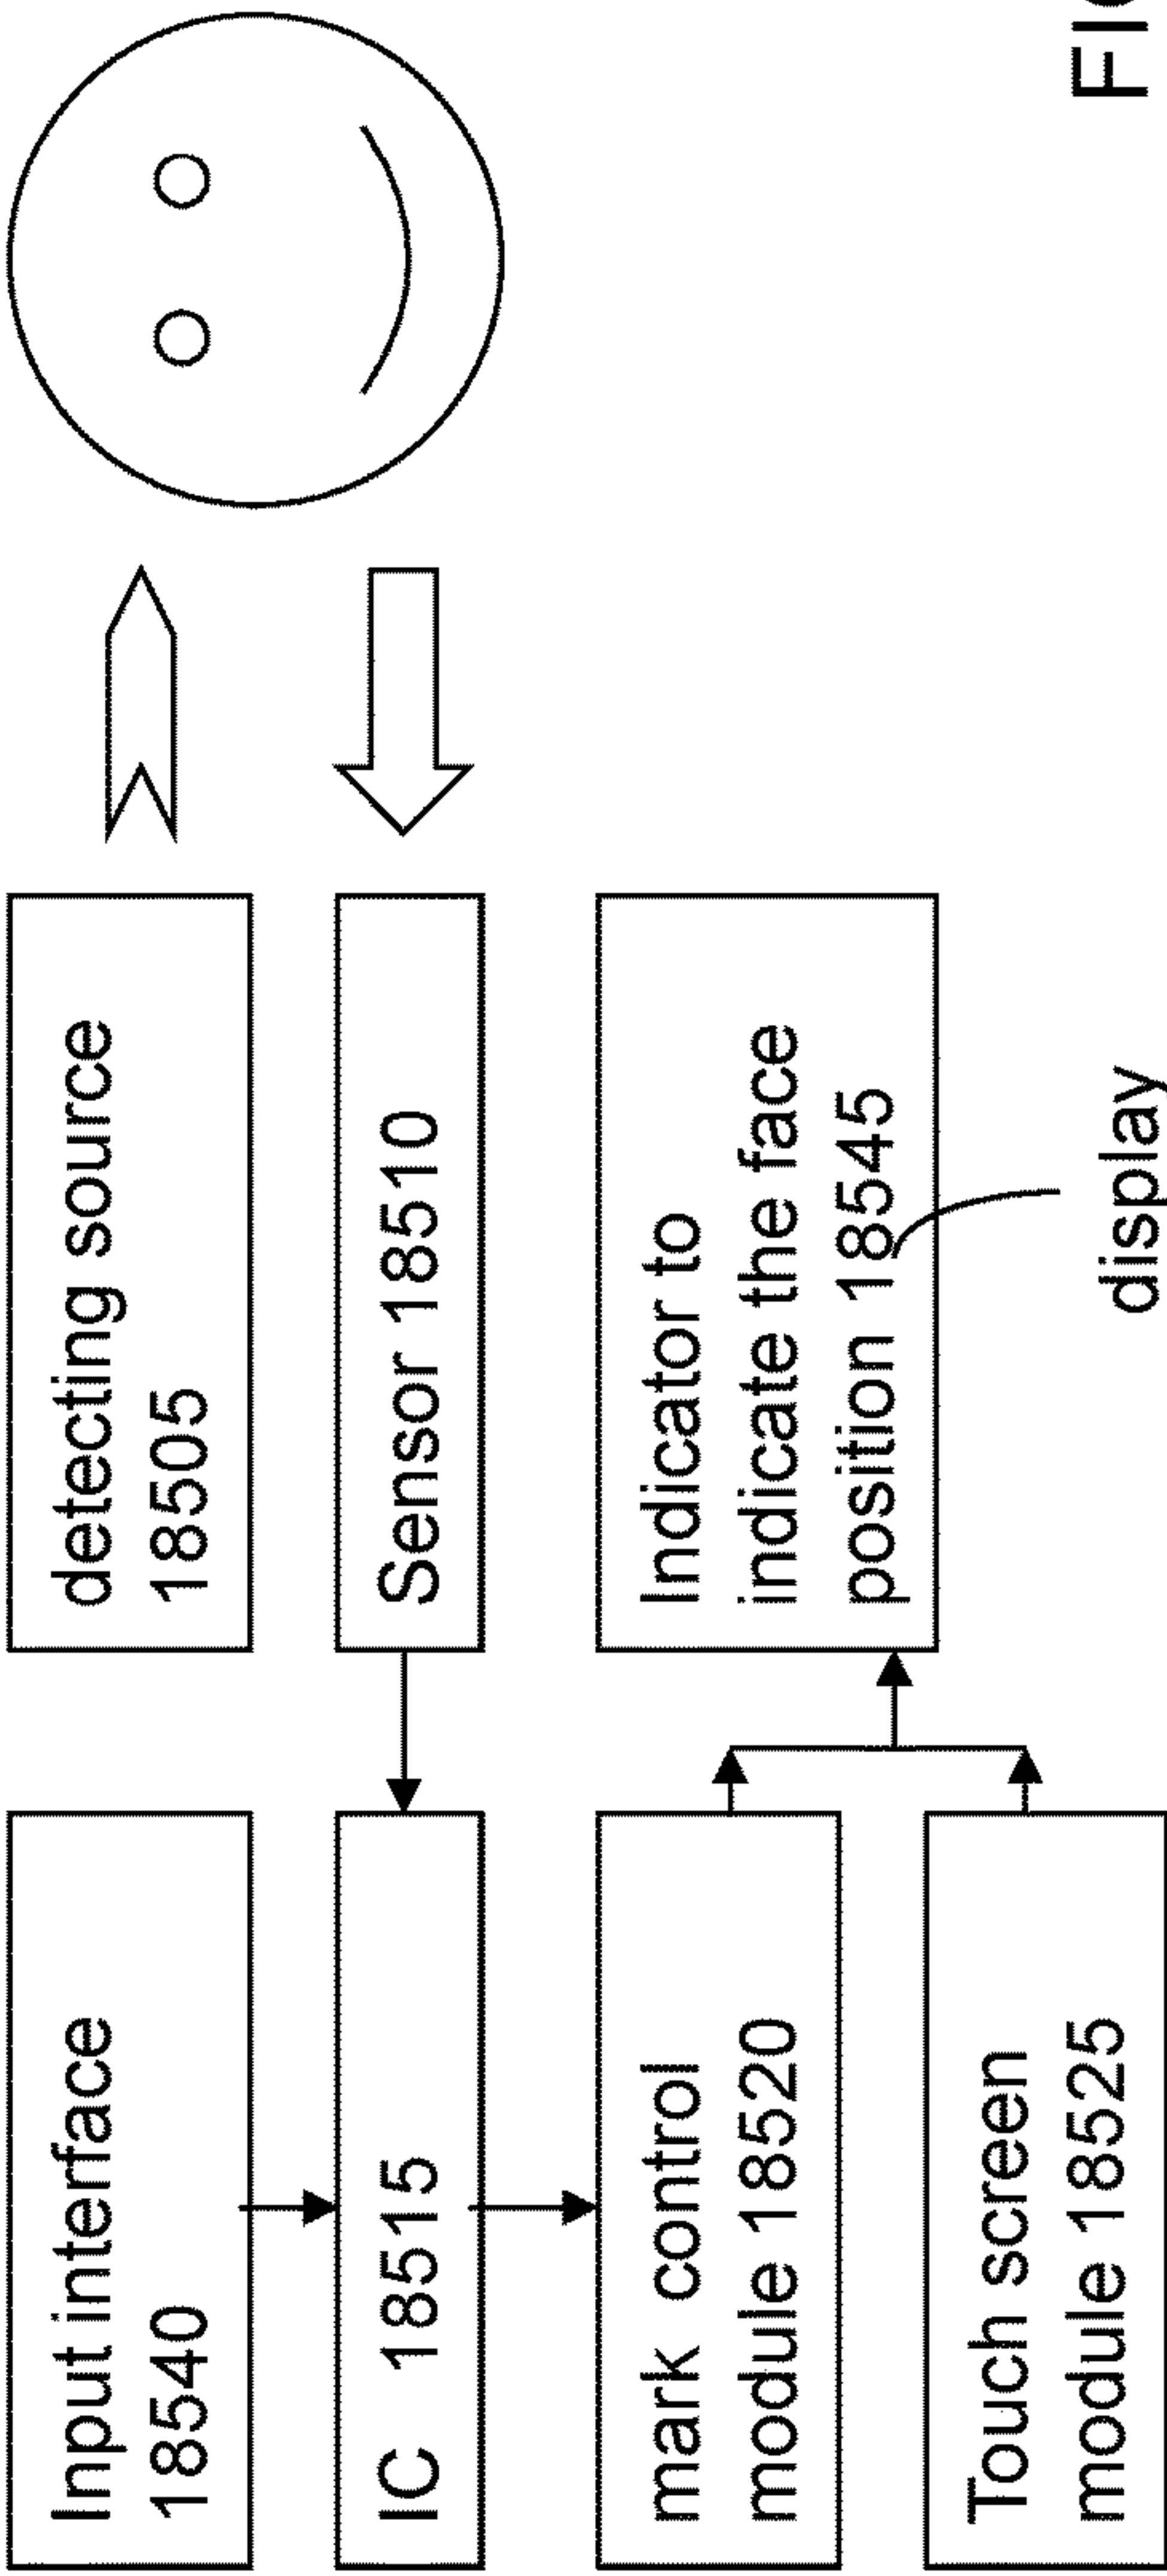 Input interface
18540
detecting source
18505
IC 18515
Sensor 18510
mark control
module 18520
Indicator to
indicate the face
position 18545
Touch screen
module 18525
display